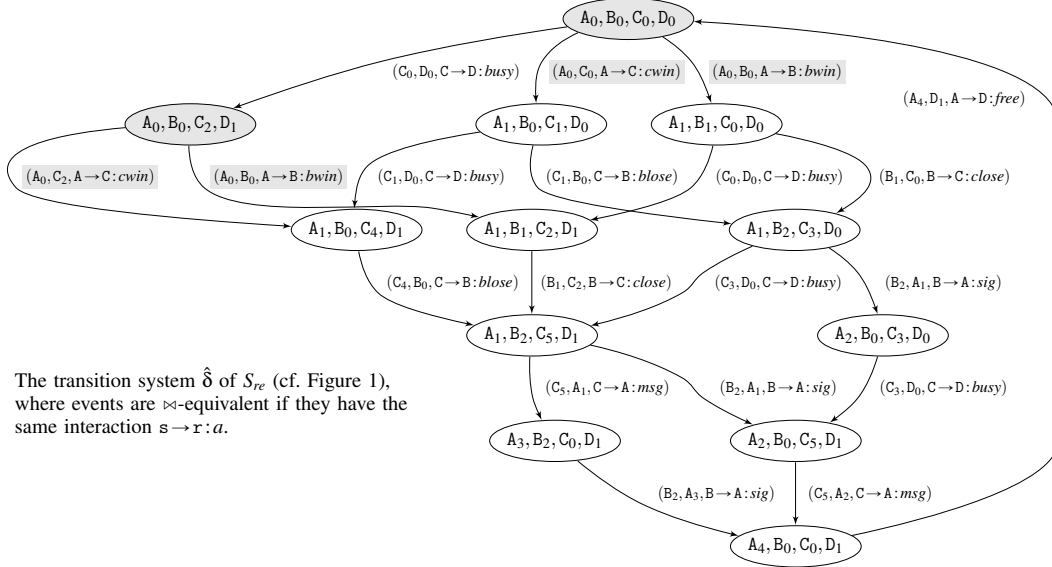 A₀, B₀, C₀, D₀
(C₀, D₀, C→D: busy)
(A₀, C₀, A→C: cwin)
(A₀, B₀, A→B: bwin)
(A₄, D₁, A→D: free)
A₀, B₀, C₂, D₁
A₁, B₀, C₁, D₀
A₁, B₁, C₀, D₀
(A₀, C₂, A→C: cwin)
(A₀, B₀, A→B: bwin)
(C₁, D₀, C→D: busy)
(C₁, B₀, C→B: blose)
(C₀, D₀, C→D: busy)
(B₁, C₀, B→C: close)
A₁, B₀, C₄, D₁
A₁, B₁, C₂, D₁
A₁, B₂, C₃, D₀
(C₄, B₀, C→B: blose)
(B₁, C₂, B→C: close)
(C₃, D₀, C→D: busy)
(B₂, A₁, B→A: sig)
A₁, B₂, C₅, D₁
A₂, B₀, C₃, D₀
The transition system δ̂ of Sre (cf. Figure 1),
where events are ⋈-equivalent if they have the
same interaction s→r: a.
(C₅, A₁, C→A: msg)
(B₂, A₁, B→A: sig)
(C₃, D₀, C→D: busy)
A₃, B₂, C₀, D₁
A₂, B₀, C₅, D₁
(B₂, A₃, B→A: sig)
(C₅, A₂, C→A: msg)
A₄, B₀, C₀, D₁